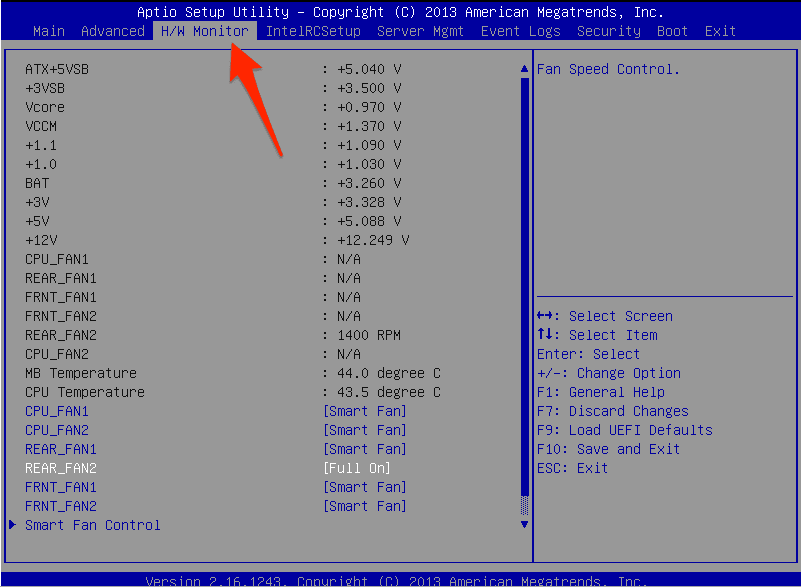 Aptio Setup Utility - Copyright (C) 2013 American Megatrends, Inc.
Main Advanced H/W Monitor IntelRCSetup Server Mgmt Event Logs Security Boot Exit
ATX+5VSB : +5.040 V
+3VSB : +3.500 V
Vcore : +0.970 V
VCCM : +1.370 V
+1.1 : +1.090 V
+1.0 : +1.030 V
BAT : +3.260 V
+3V : +3.328 V
+5V : +5.088 V
+12V : +12.249 V
CPU_FAN1 : N/A
REAR_FAN1 : N/A
FRNT_FAN1 : N/A
FRNT_FAN2 : N/A
REAR_FAN2 : 1400 RPM
CPU_FAN2 : N/A
MB Temperature : 44.0 degree C
CPU Temperature : 43.5 degree C
CPU_FAN1 [Smart Fan]
CPU_FAN2 [Smart Fan]
REAR_FAN1 [Smart Fan]
REAR_FAN2 [Full On]
FRNT_FAN1 [Smart Fan]
FRNT_FAN2 [Smart Fan]
Smart Fan Control
Fan Speed Control.
↔: Select Screen
↑↓: Select Item
Enter: Select
+/-: Change Option
F1: General Help
F7: Discard Changes
F9: Load UEFI Defaults
F10: Save and Exit
ESC: Exit
Version 2.16.1243. Copyright (C) 2013 American Megatrends, Inc.